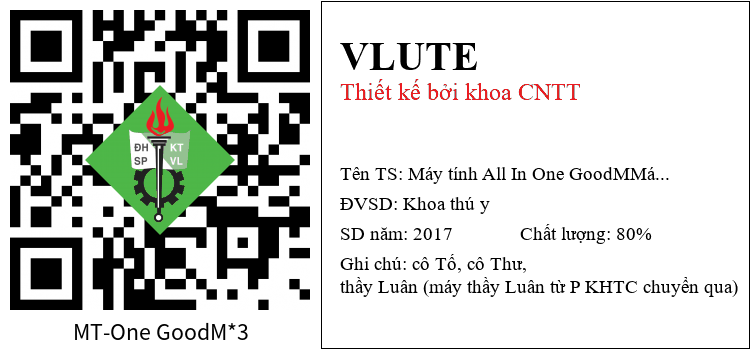 ĐH KT
SP VL
MT-One GoodM*3
VLUTE
Thiết kế bởi khoa CNTT
Tên TS: Máy tính All In One GoodMMá...
ĐVSD: Khoa thú y
SD năm: 2017 Chất lượng: 80%
Ghi chú: cô Tố, cô Thư,
thầy Luân (máy thầy Luân từ P KHTC chuyển qua)